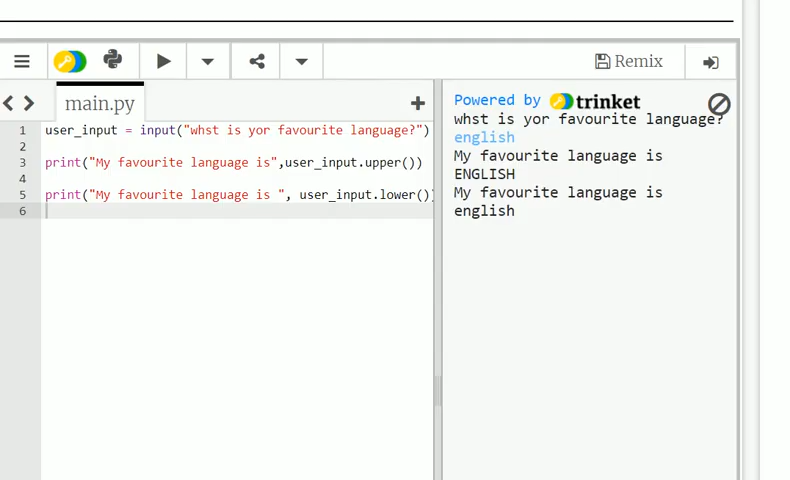 Remix
main.py
1 user_input = input("whst is yor favourite language?")
2
3 print("My favourite language is",user_input.upper())
4
5 print("My favourite language is ", user_input.lower())
6
Powered by trinket
whst is yor favourite language?
english
My favourite language is
ENGLISH
My favourite language is
english